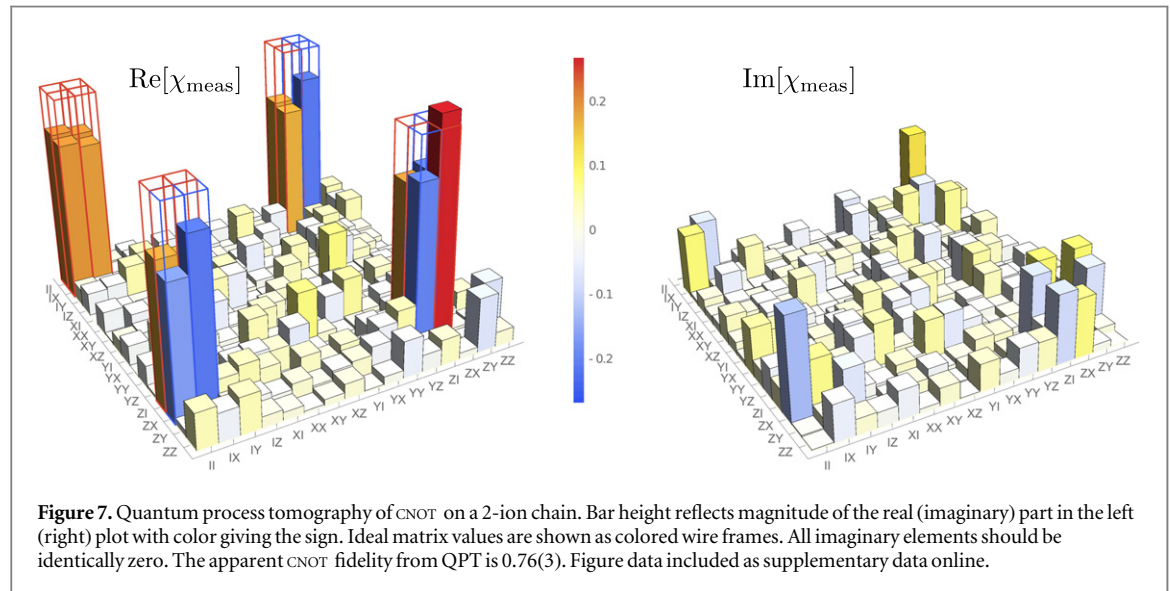 Re[χmeas]
Im[χmeas]
0.2
0.1
0
- 0.1
- 0.2
II
IX
IY
IZ
XI
XX
XY
XZ
YI
YX
YY
YZ
ZI
ZX
ZY
ZZ
II
IX
IY
IZ
XI
XX
XY
XZ
YI
YX
YY
YZ
ZI
ZX
ZY
ZZ
II
IX
IY
IZ
XI
XX
XY
XZ
YI
YX
YY
YZ
ZI
ZX
ZY
ZZ
II
IX
IY
IZ
XI
XX
XY
XZ
YI
YX
YY
YZ
ZI
ZX
ZY
ZZ
Figure 7. Quantum process tomography of CNOT on a 2-ion chain. Bar height reflects magnitude of the real (imaginary) part in the left
(right) plot with color giving the sign. Ideal matrix values are shown as colored wire frames. All imaginary elements should be
identically zero. The apparent CNOT fidelity from QPT is 0.76(3). Figure data included as supplementary data online.